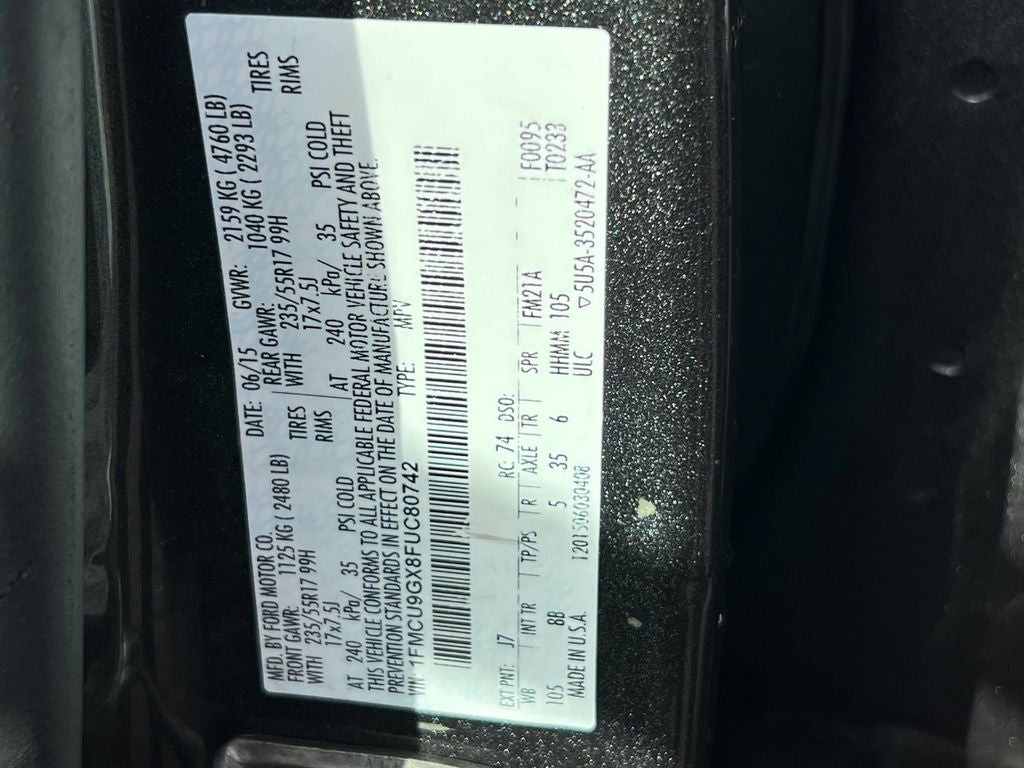 MFD. BY FORD MOTOR CO. DATE: 06/15 GVWR: 2159 KG ( 4760 LB)
FRONT GAWR: 1125 KG ( 2480 LB) REAR GAWR: 1040 KG ( 2293 LB)
WITH 235/55R17 99H TIRES WITH 235/55R17 99H TIRES
17x7.5J RIMS 17x7.5J RIMS
AT 240 kPa/ 35 PSI COLD AT 240 kPa/ 35 PSI COLD
THIS VEHICLE CONFORMS TO ALL APPLICABLE FEDERAL MOTOR VEHICLE SAFETY AND THEFT
PREVENTION STANDARDS IN EFFECT ON THE DATE OF MANUFACTURE SHOWN ABOVE.
VIN: 1FMCU9GX8FUC80742 TYPE: MPV
EXT PNT: J7 RC: 74 DSO: F0095
WB INT TR TP/PS R AXLE TR SPR FM21A T0233
105 8B 5 35 6 HHMM 105
MADE IN U.S.A. 1201506030408 ULC ▽5U5A-3520472-AA